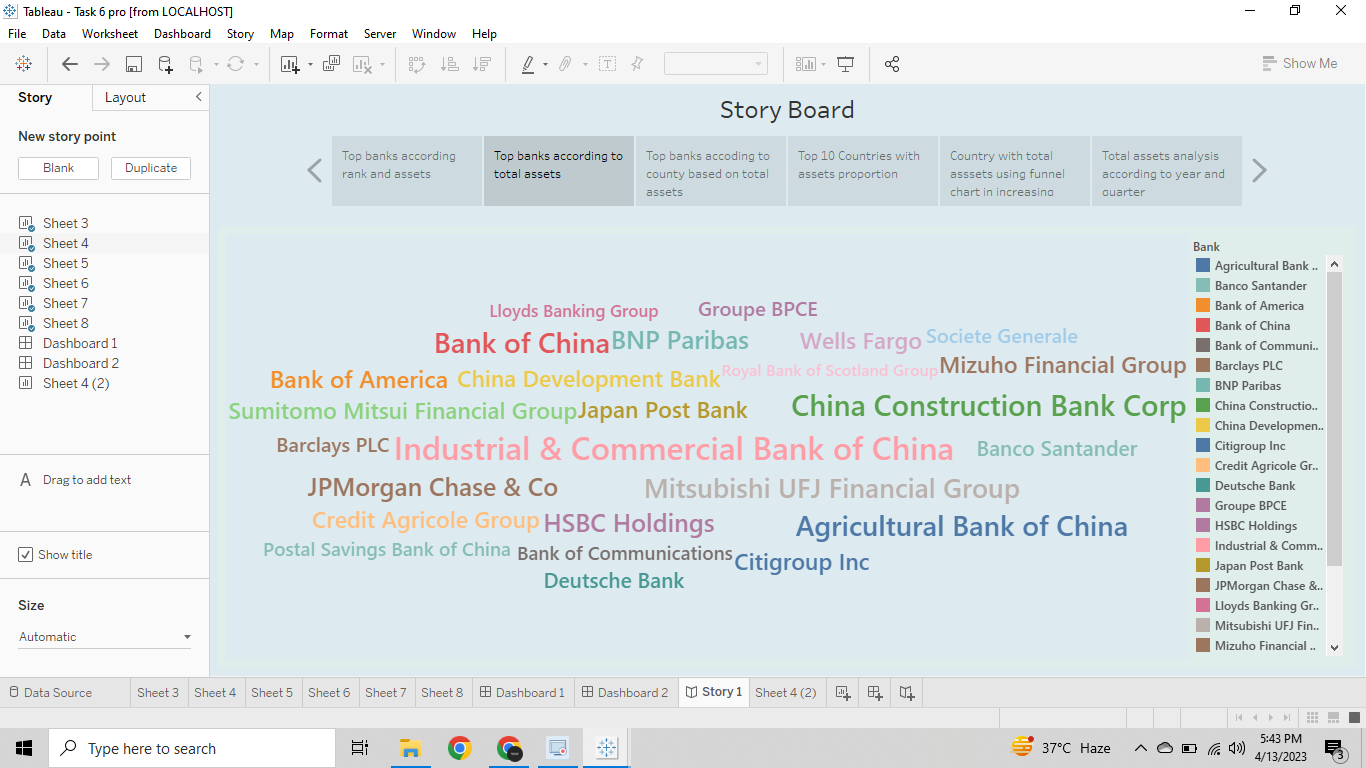 Tableau - Task 6 pro [from LOCALHOST]
File Data Worksheet Dashboard Story Map Format Server Window Help
Show Me
Story Layout
New story point
Blank Duplicate
Sheet 3
Sheet 4
Sheet 5
Sheet 6
Sheet 7
Sheet 8
Dashboard 1
Dashboard 2
Sheet 4 (2)
A Drag to add text
Show title
Size
Automatic
Story Board
Top banks according
rank and assets
Top banks according to
total assets
Top banks accoding to
county based on total
assets
Top 10 Countries with
assets proportion
Country with total
asssets using funnel
chart in increasing
Total assets analysis
according to year and
quarter
Lloyds Banking Group Groupe BPCE
Bank of China BNP Paribas Wells Fargo Societe Generale
Bank of America China Development Bank Royal Bank of Scotland Group Mizuho Financial Group
Sumitomo Mitsui Financial Group Japan Post Bank China Construction Bank Corp
Barclays PLC Industrial & Commercial Bank of China Banco Santander
JPMorgan Chase & Co Mitsubishi UFJ Financial Group
Credit Agricole Group HSBC Holdings Agricultural Bank of China
Postal Savings Bank of China Bank of Communications Citigroup Inc
Deutsche Bank
Bank
Agricultural Bank ..
Banco Santander
Bank of America
Bank of China
Bank of Communi..
Barclays PLC
BNP Paribas
China Constructio..
China Developmen..
Citigroup Inc
Credit Agricole Gr..
Deutsche Bank
Groupe BPCE
HSBC Holdings
Industrial & Comm..
Japan Post Bank
JPMorgan Chase &..
Lloyds Banking Gr..
Mitsubishi UFJ Fin..
Mizuho Financial ..
Data Source Sheet 3 Sheet 4 Sheet 5 Sheet 6 Sheet 7 Sheet 8 Dashboard 1 Dashboard 2 Story 1 Sheet 4 (2)
Type here to search
37°C Haze
5:43 PM
4/13/2023
3